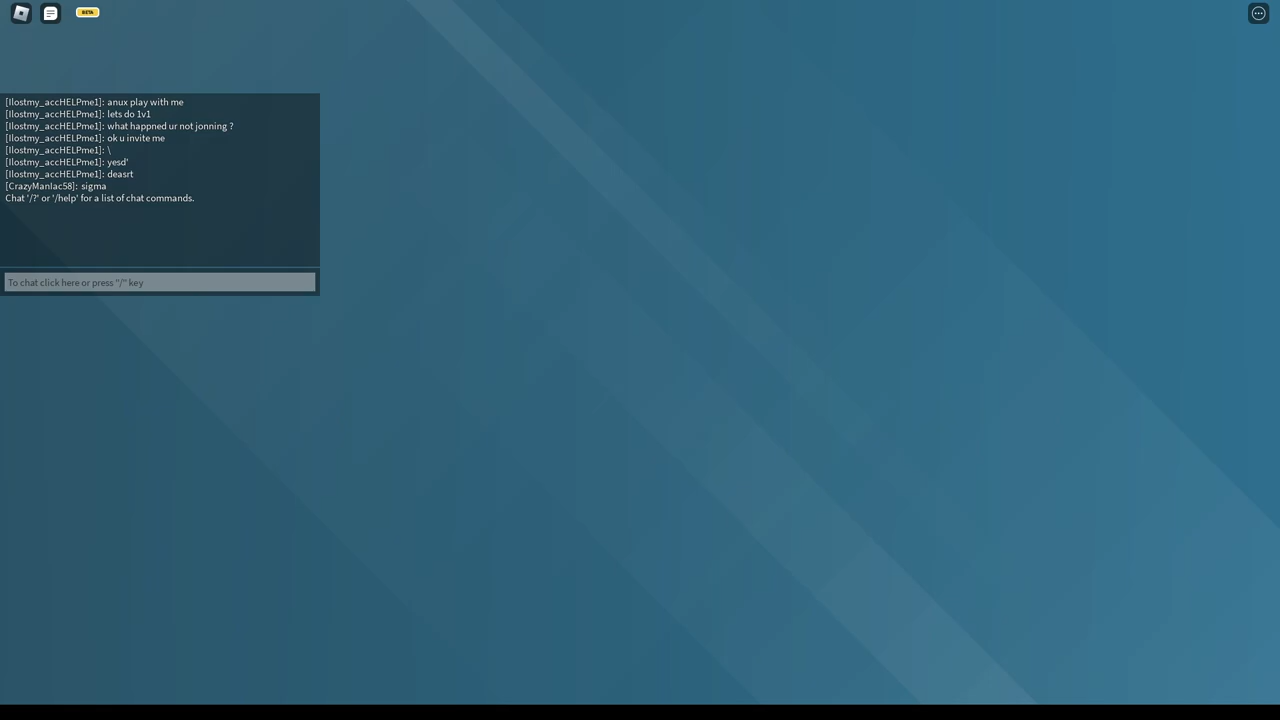 BETA
[Ilostmy_accHELPme1]: anux play with me
[Ilostmy_accHELPme1]: lets do 1v1
[Ilostmy_accHELPme1]: what happned ur not jonning ?
[Ilostmy_accHELPme1]: ok u invite me
[Ilostmy_accHELPme1]: \
[Ilostmy_accHELPme1]: yesd'
[Ilostmy_accHELPme1]: deasrt
[CrazyManIac58]: sigma
Chat '/?' or '/help' for a list of chat commands.
To chat click here or press "/" key